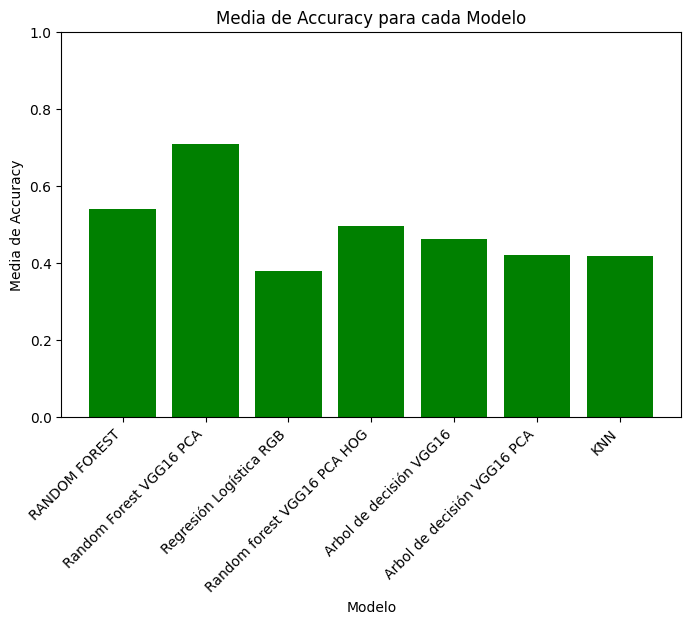 Media de Accuracy para cada Modelo
1.0
0.8
0.6
0.4
0.2
0.0
Media de Accuracy
RANDOM FOREST
Random Forest VGG16 PCA
Regresión Logística RGB
Random forest VGG16 PCA HOG
Arbol de decisión VGG16
Arbol de decisión VGG16 PCA
KNN
Modelo